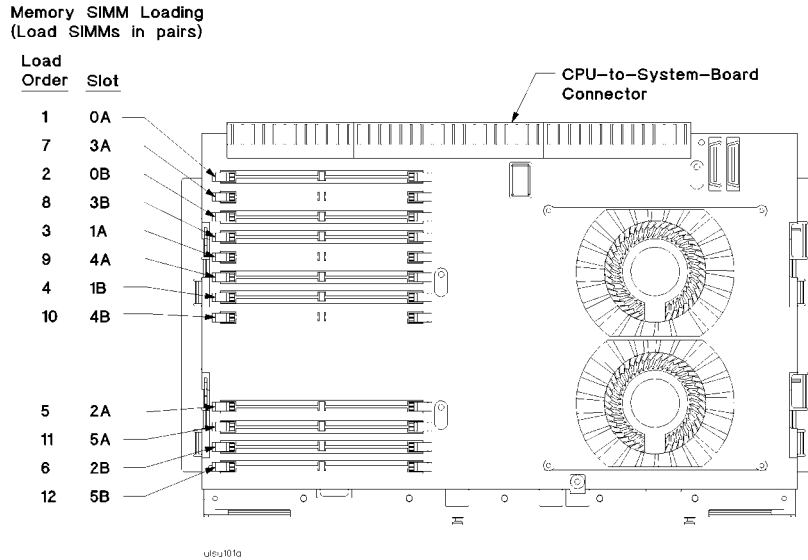 Memory SIMM Loading
(Load SIMMs in pairs)
Load
Order Slot
CPU-to-System-Board
Connector
1 0A
7 3A
2 0B
8 3B
3 1A
9 4A
4 1B
10 4B
5 2A
11 5A
6 2B
12 5B